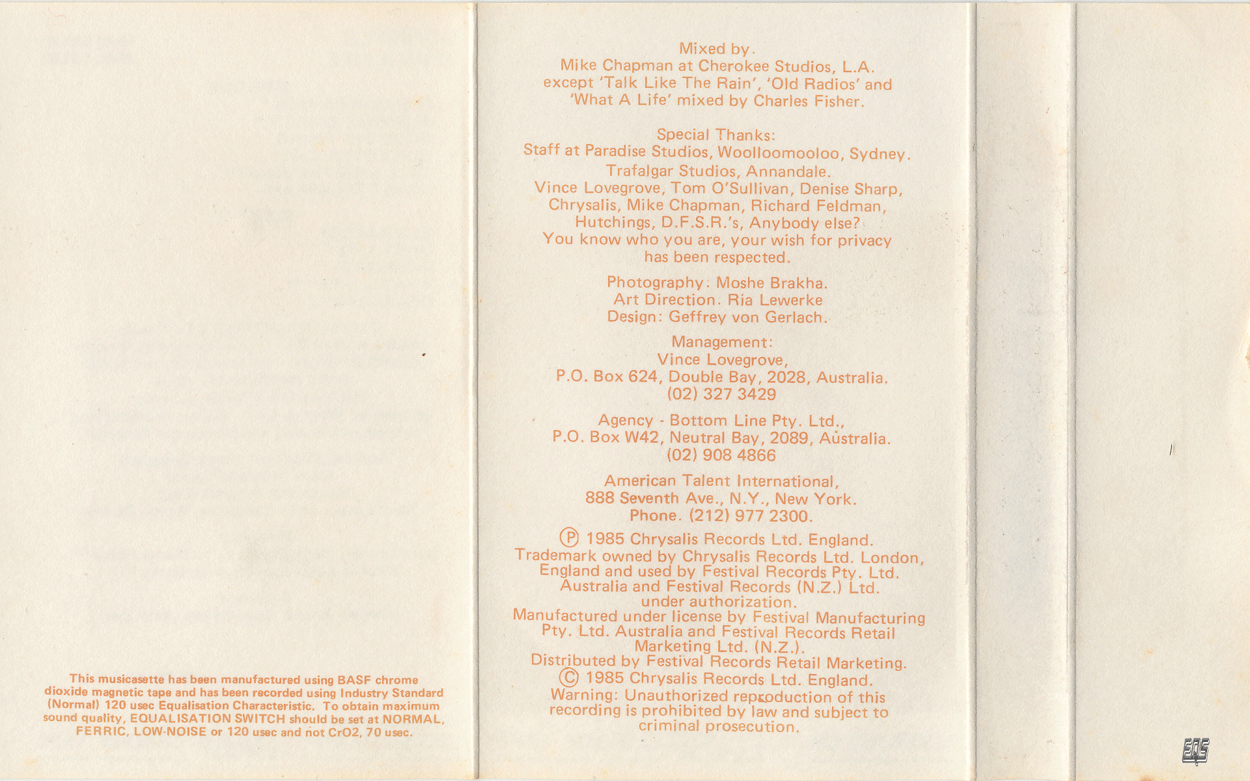 This musicasette has been manufactured using BASF chrome
dioxide magnetic tape and has been recorded using Industry Standard
(Normal) 120 usec Equalisation Characteristic. To obtain maximum
sound quality, EQUALISATION SWITCH should be set at NORMAL,
FERRIC, LOW-NOISE or 120 usec and not CrO2, 70 usec.
Mixed by.
Mike Chapman at Cherokee Studios, L.A.
except 'Talk Like The Rain', 'Old Radios' and
'What A Life' mixed by Charles Fisher.
Special Thanks:
Staff at Paradise Studios, Woolloomooloo, Sydney.
Trafalgar Studios, Annandale.
Vince Lovegrove, Tom O'Sullivan, Denise Sharp,
Chrysalis, Mike Chapman, Richard Feldman,
Hutchings, D.F.S.R.'s, Anybody else?
You know who you are, your wish for privacy
has been respected.
Photography: Moshe Brakha.
Art Direction. Ria Lewerke
Design: Geffrey von Gerlach.
Management:
Vince Lovegrove,
P.O. Box 624, Double Bay, 2028, Australia.
(02) 327 3429
Agency - Bottom Line Pty. Ltd.,
P.O. Box W42, Neutral Bay, 2089, Australia.
(02) 908 4866
American Talent International,
888 Seventh Ave., N.Y., New York.
Phone. (212) 977 2300.
Ⓟ 1985 Chrysalis Records Ltd. England.
Trademark owned by Chrysalis Records Ltd. London,
England and used by Festival Records Pty. Ltd.
Australia and Festival Records (N.Z.) Ltd.
under authorization.
Manufactured under license by Festival Manufacturing
Pty. Ltd. Australia and Festival Records Retail
Marketing Ltd. (N.Z.).
Distributed by Festival Records Retail Marketing.
© 1985 Chrysalis Records Ltd. England.
Warning: Unauthorized reproduction of this
recording is prohibited by law and subject to
criminal prosecution.